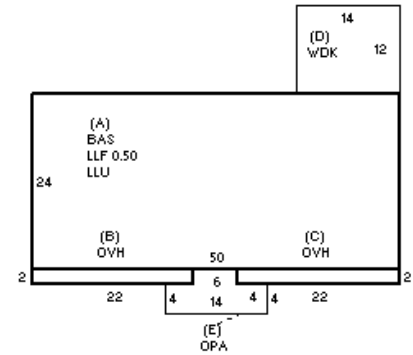 14
(D)
WDK 12
(A)
BAS
LLF 0.50
LLU
24
(B) (C)
OVH 50 OVH
2 2
6
22 4 14 4 4 22
(E)
OPA